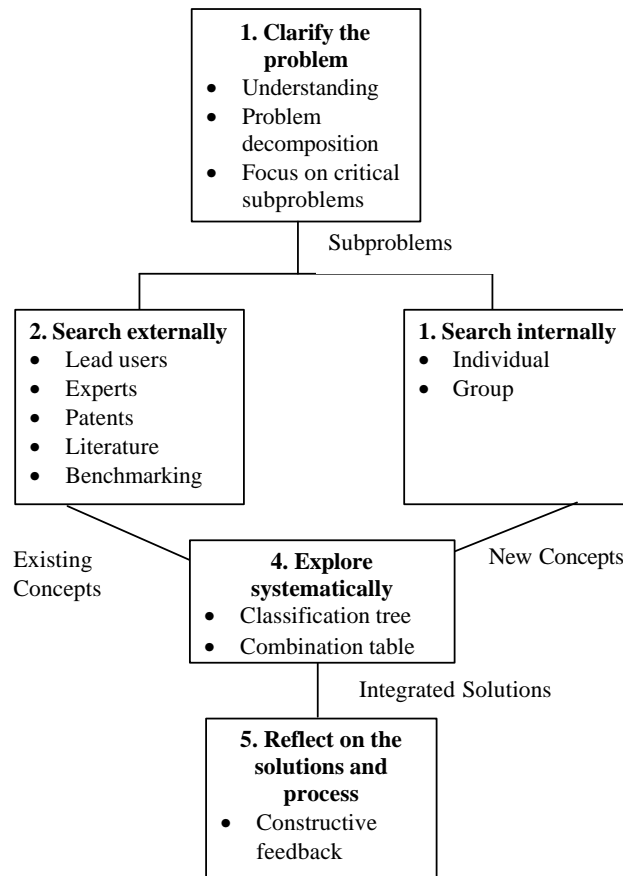 1. Clarify the
problem
• Understanding
• Problem
decomposition
• Focus on critical
subproblems
Subproblems
2. Search externally
• Lead users
• Experts
• Patents
• Literature
• Benchmarking
1. Search internally
• Individual
• Group
Existing
Concepts
New Concepts
4. Explore
systematically
• Classification tree
• Combination table
Integrated Solutions
5. Reflect on the
solutions and
process
• Constructive
feedback